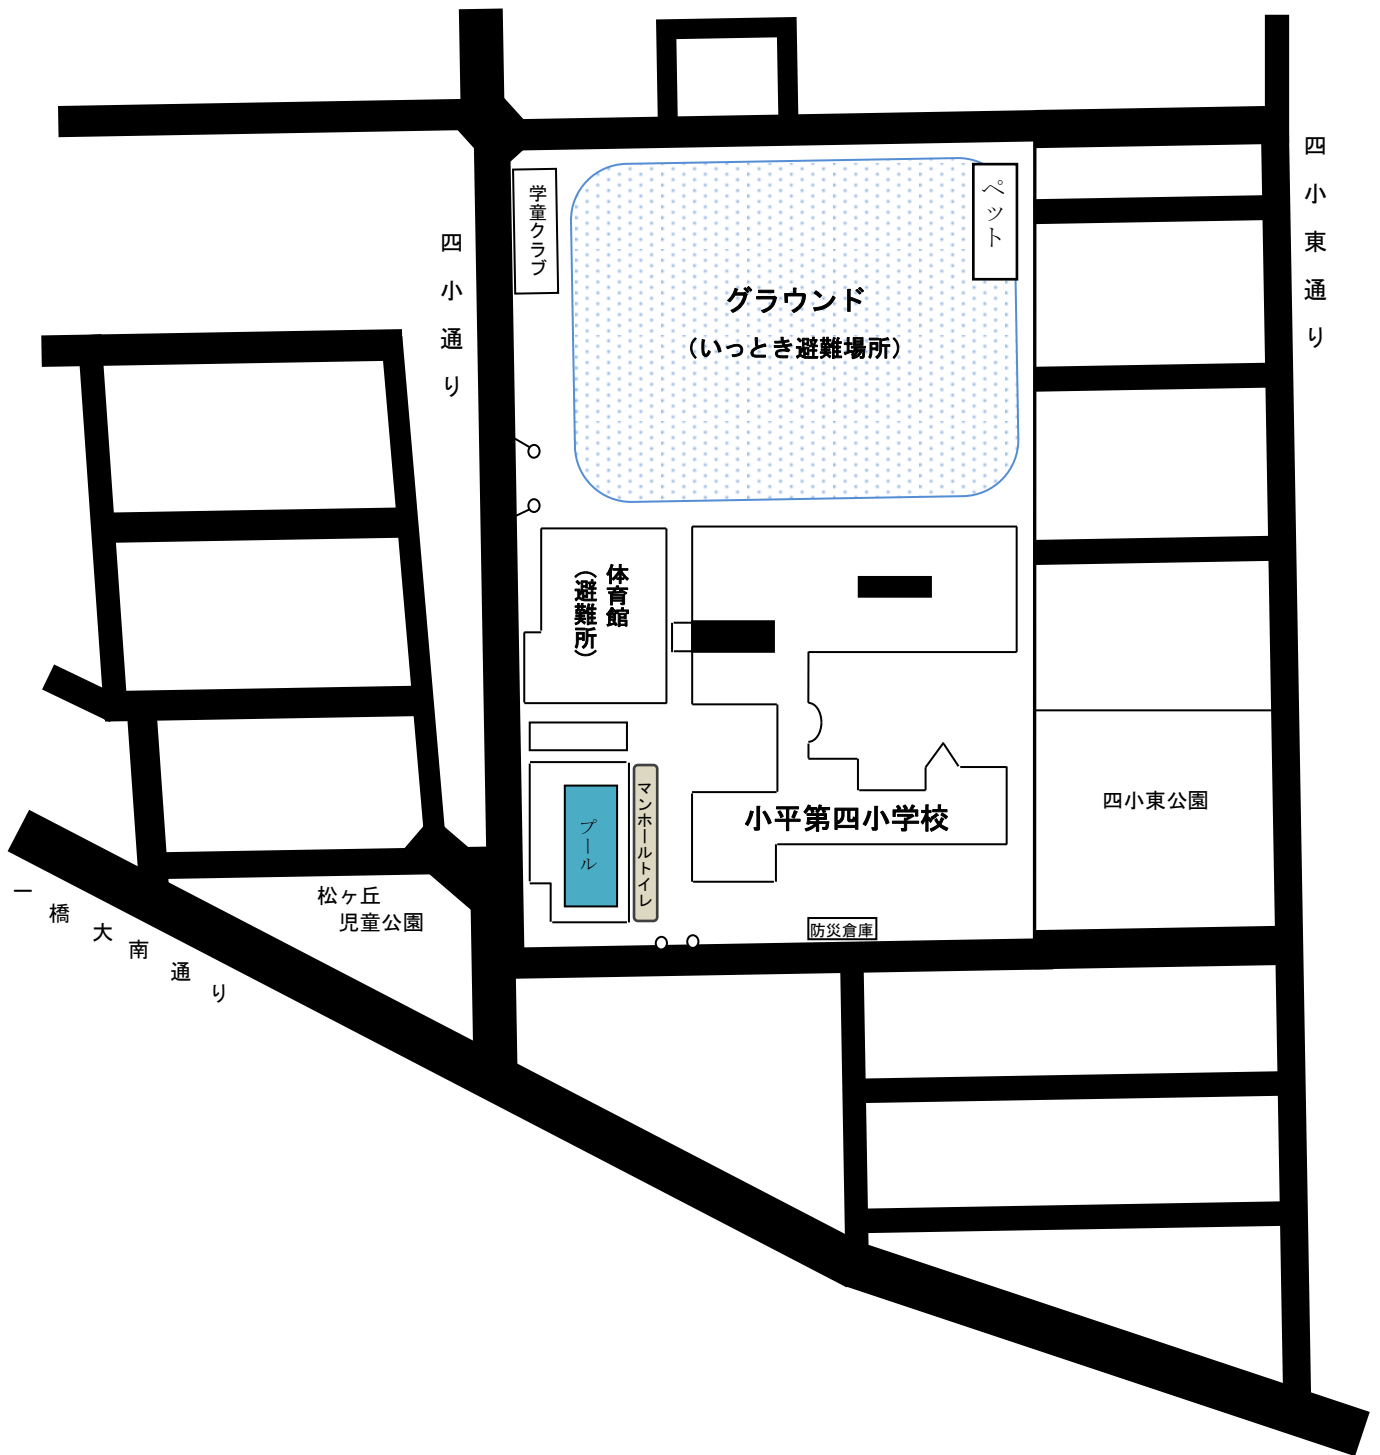 四小東通り
学童クラブ
ペット
四小通り
グラウンド
（いっとき避難場所）
体育館
（避難所）
マンホールトイレ
プール
小平第四小学校
四小東公園
一橋大南通り
松ヶ丘
児童公園
防災倉庫